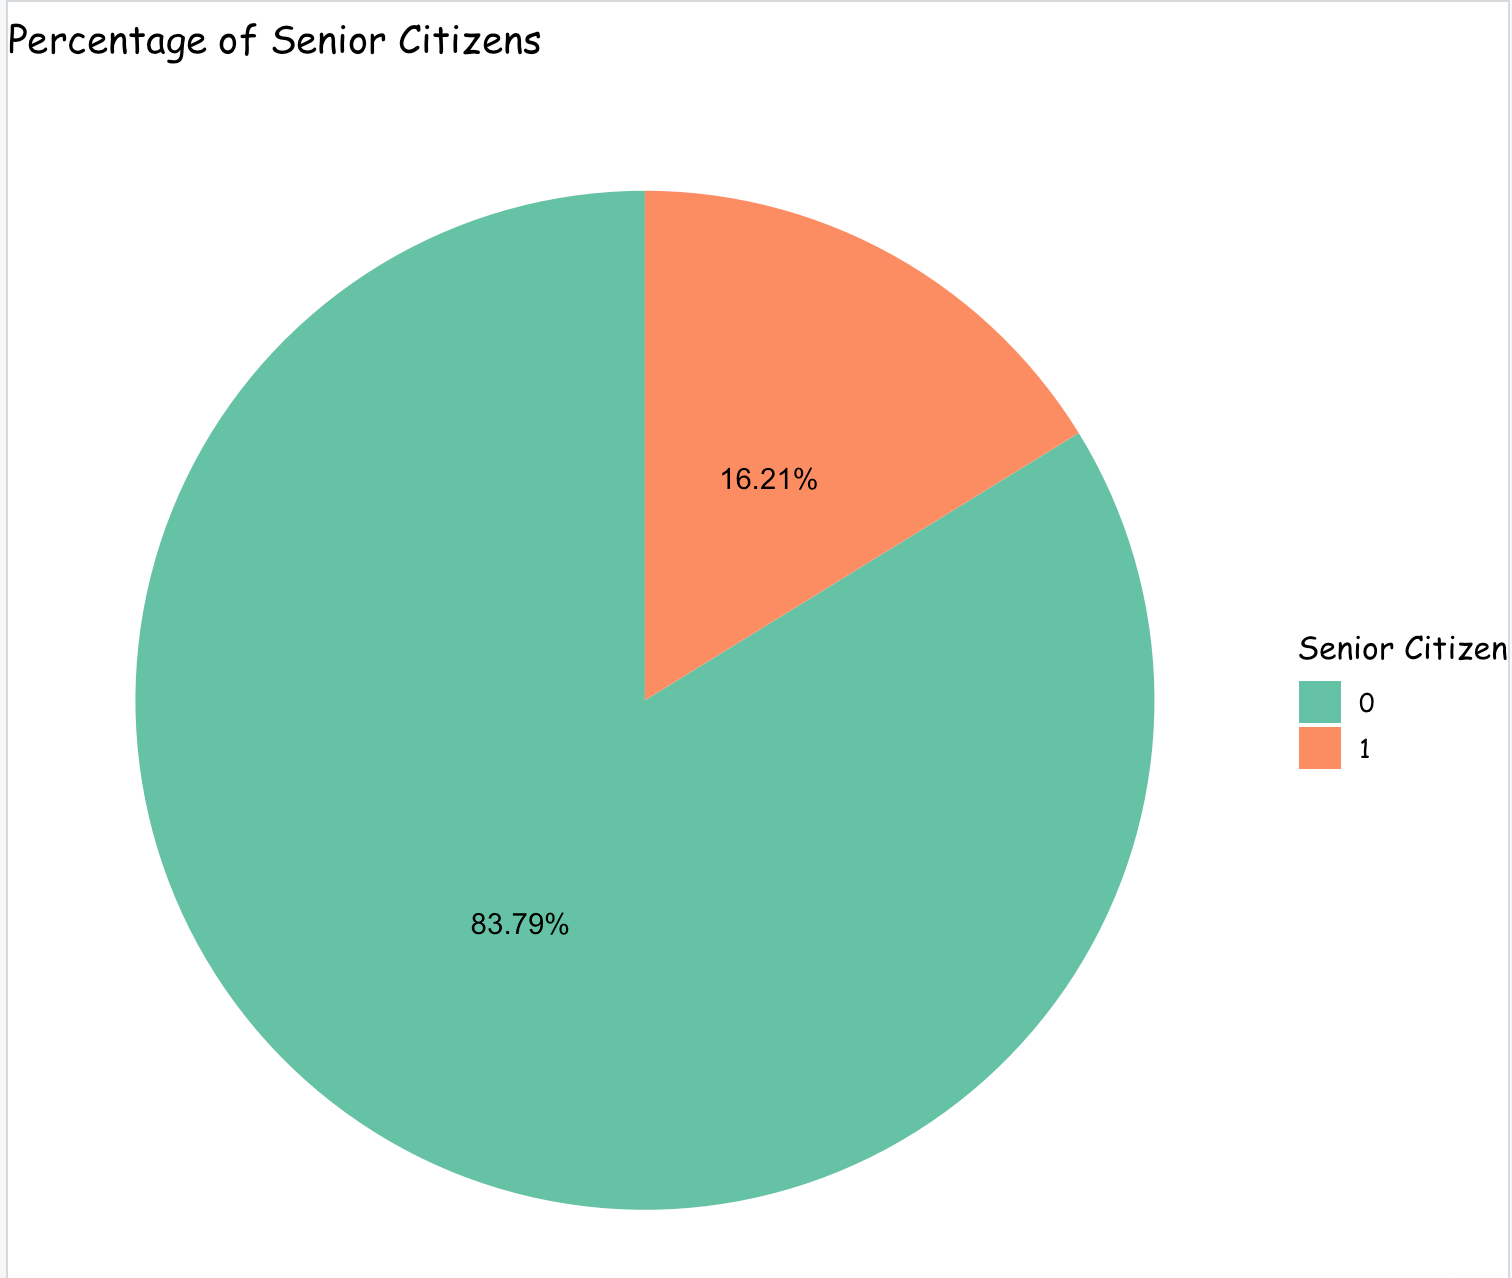 Percentage of Senior Citizens
16.21%
83.79%
Senior Citizen
0
1